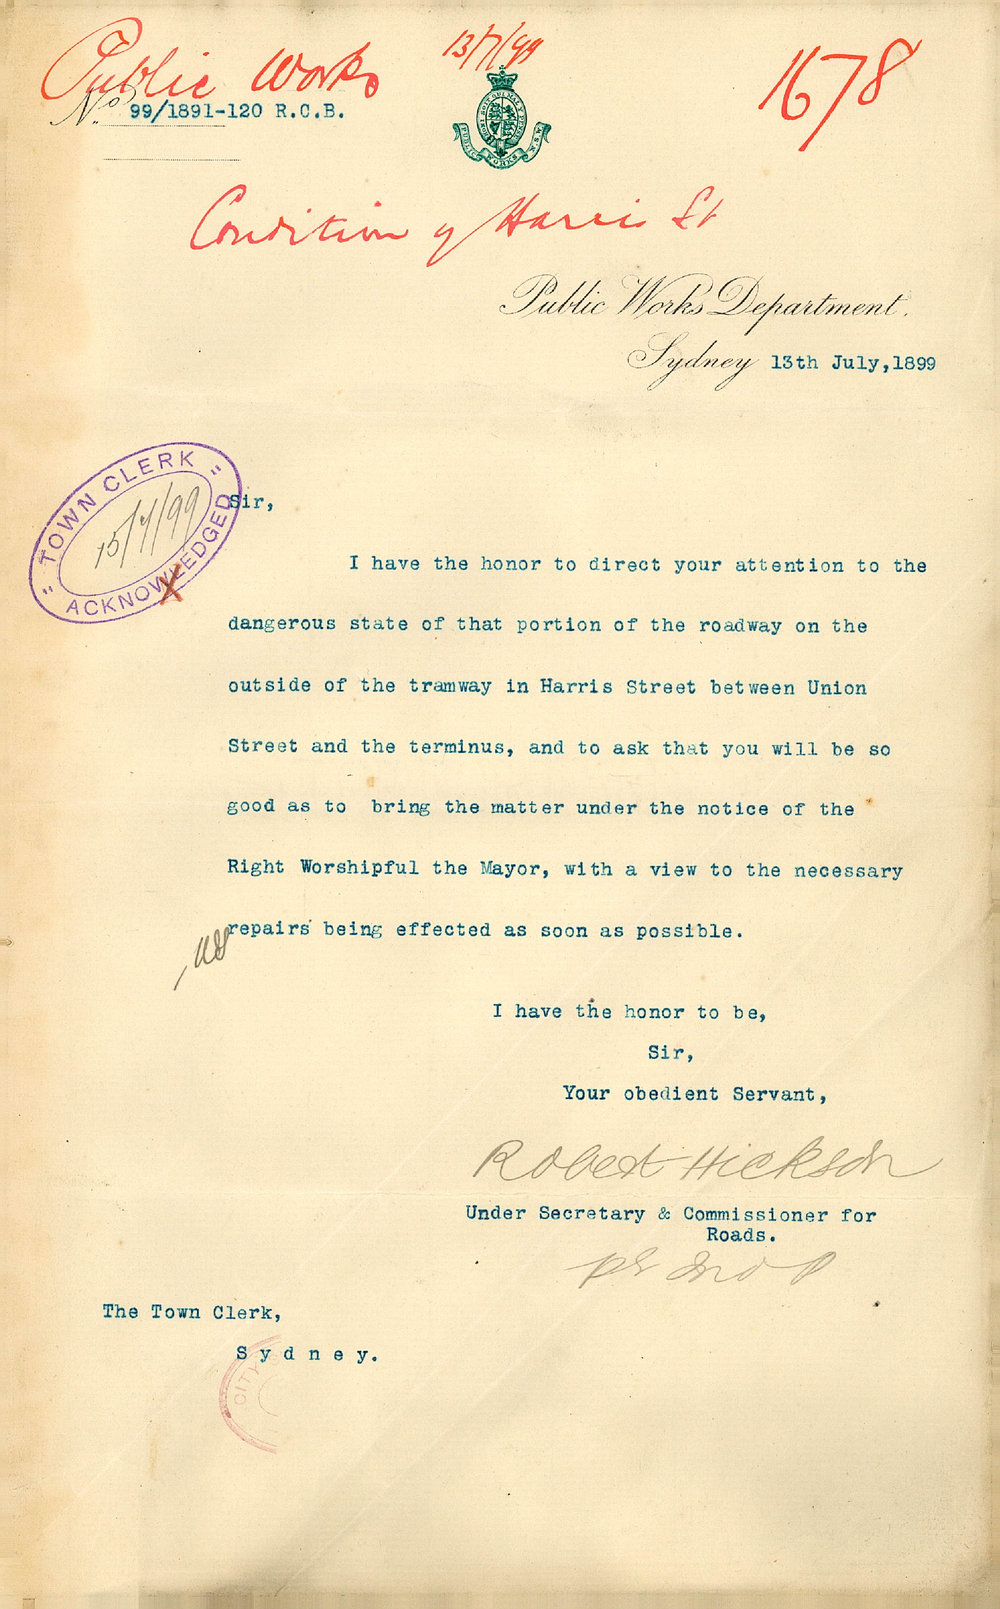 Public Works
13/7/99
1678
No. 99/1891-120 R.C.B.
PUBLIC WORKS N.S.W.
Condition of Harris St
Public Works Department.
Sydney 13th July,1899
"TOWN CLERK"
15/7/99
ACKNOWLEDGED
Sir,
I have the honor to direct your attention to the
dangerous state of that portion of the roadway on the
outside of the tramway in Harris Street between Union
Street and the terminus, and to ask that you will be so
good as to bring the matter under the notice of the
Right Worshipful the Mayor, with a view to the necessary
repairs being effected as soon as possible.
I have the honor to be,
Sir,
Your obedient Servant,
Robert Hickson
Under Secretary & Commissioner for
Roads.
The Town Clerk,
Sydney.
CITY